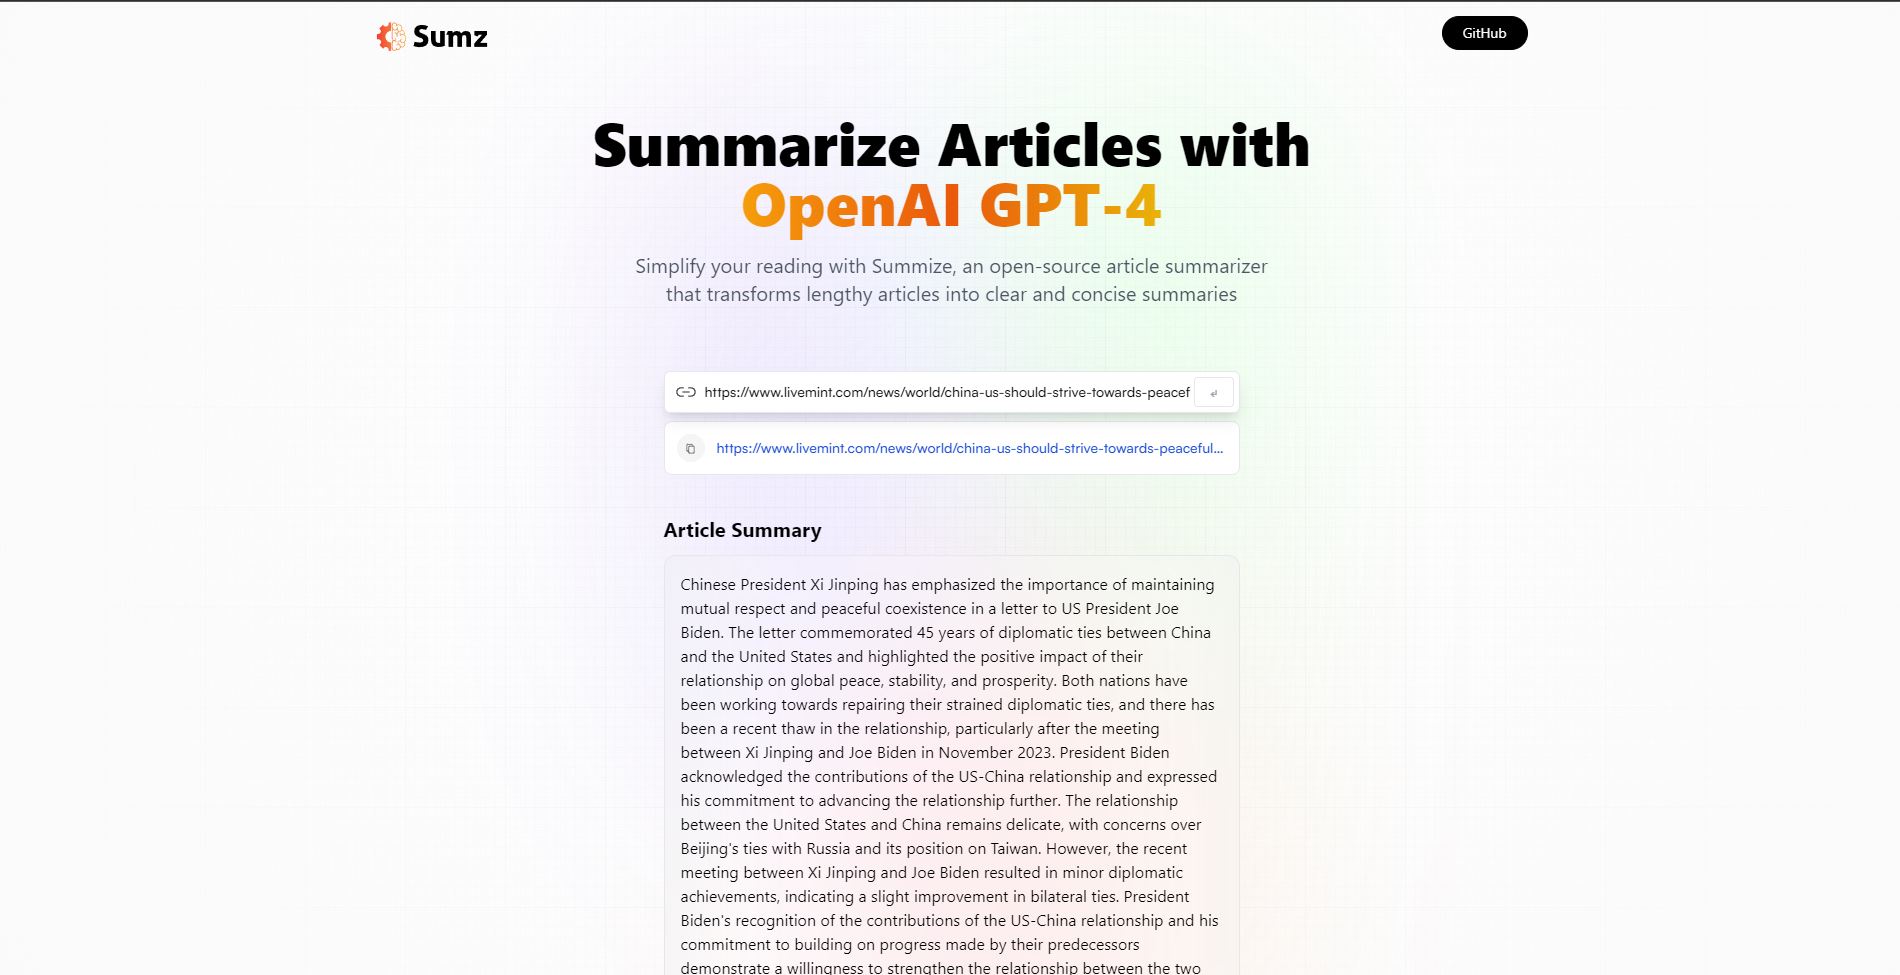 Sumz
GitHub
Summarize Articles with
OpenAI GPT-4
Simplify your reading with Summize, an open-source article summarizer
that transforms lengthy articles into clear and concise summaries
https://www.livemint.com/news/world/china-us-should-strive-towards-peacef
https://www.livemint.com/news/world/china-us-should-strive-towards-peaceful...
Article Summary
Chinese President Xi Jinping has emphasized the importance of maintaining
mutual respect and peaceful coexistence in a letter to US President Joe
Biden. The letter commemorated 45 years of diplomatic ties between China
and the United States and highlighted the positive impact of their
relationship on global peace, stability, and prosperity. Both nations have
been working towards repairing their strained diplomatic ties, and there has
been a recent thaw in the relationship, particularly after the meeting
between Xi Jinping and Joe Biden in November 2023. President Biden
acknowledged the contributions of the US-China relationship and expressed
his commitment to advancing the relationship further. The relationship
between the United States and China remains delicate, with concerns over
Beijing's ties with Russia and its position on Taiwan. However, the recent
meeting between Xi Jinping and Joe Biden resulted in minor diplomatic
achievements, indicating a slight improvement in bilateral ties. President
Biden's recognition of the contributions of the US-China relationship and his
commitment to building on progress made by their predecessors
demonstrate a willingness to strengthen the relationship between the two